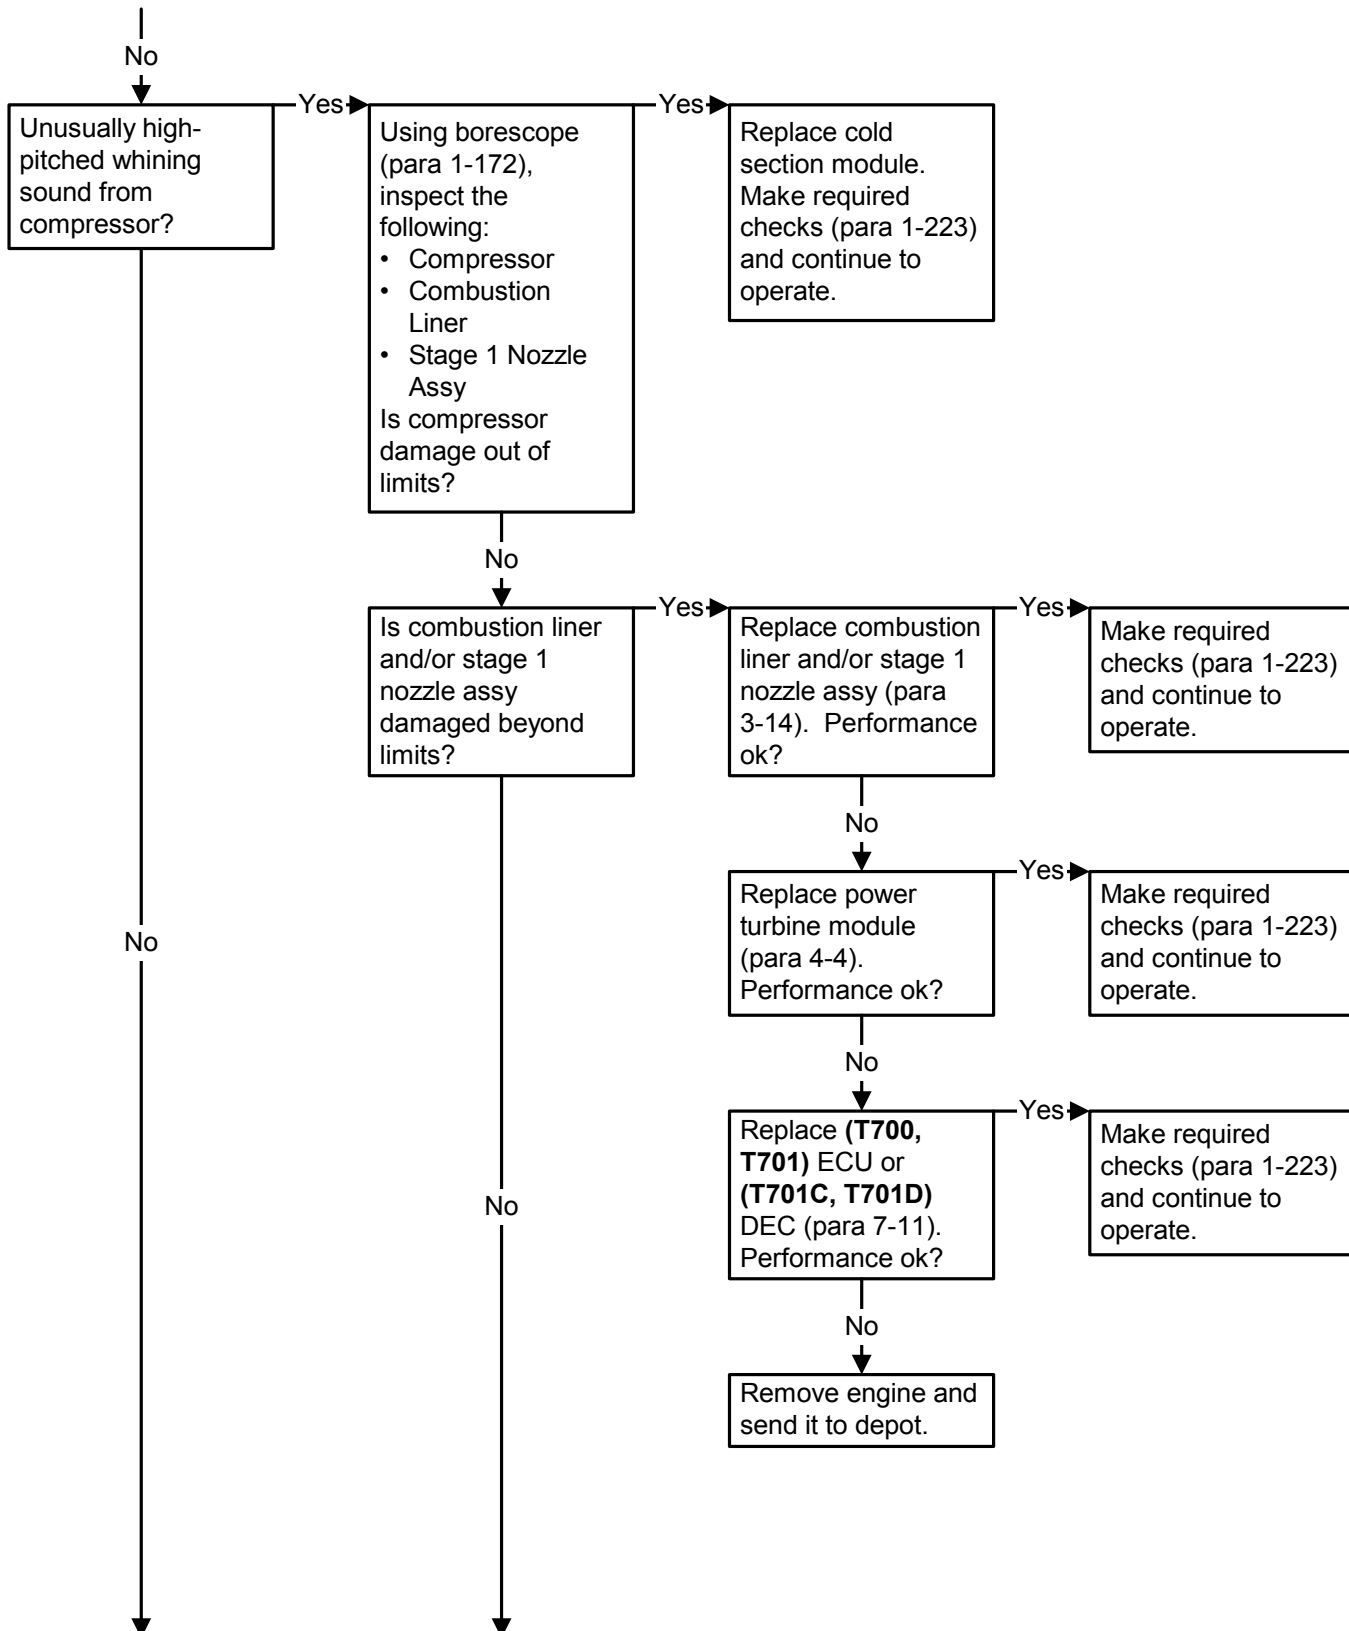 No
Unusually high-
pitched whining
sound from
compressor?
Yes
Using borescope
(para 1-172),
inspect the
following:
• Compressor
• Combustion
Liner
• Stage 1 Nozzle
Assy
Is compressor
damage out of
limits?
Yes
Replace cold
section module.
Make required
checks (para 1-223)
and continue to
operate.
No
Is combustion liner
and/or stage 1
nozzle assy
damaged beyond
limits?
Yes
Replace combustion
liner and/or stage 1
nozzle assy (para
3-14).  Performance
ok?
Yes
Make required
checks (para 1-223)
and continue to
operate.
No
Replace power
turbine module
(para 4-4).
Performance ok?
Yes
Make required
checks (para 1-223)
and continue to
operate.
No
No
Replace (T700,
T701) ECU or
(T701C, T701D)
DEC (para 7-11).
Performance ok?
Yes
Make required
checks (para 1-223)
and continue to
operate.
No
No
Remove engine and
send it to depot.